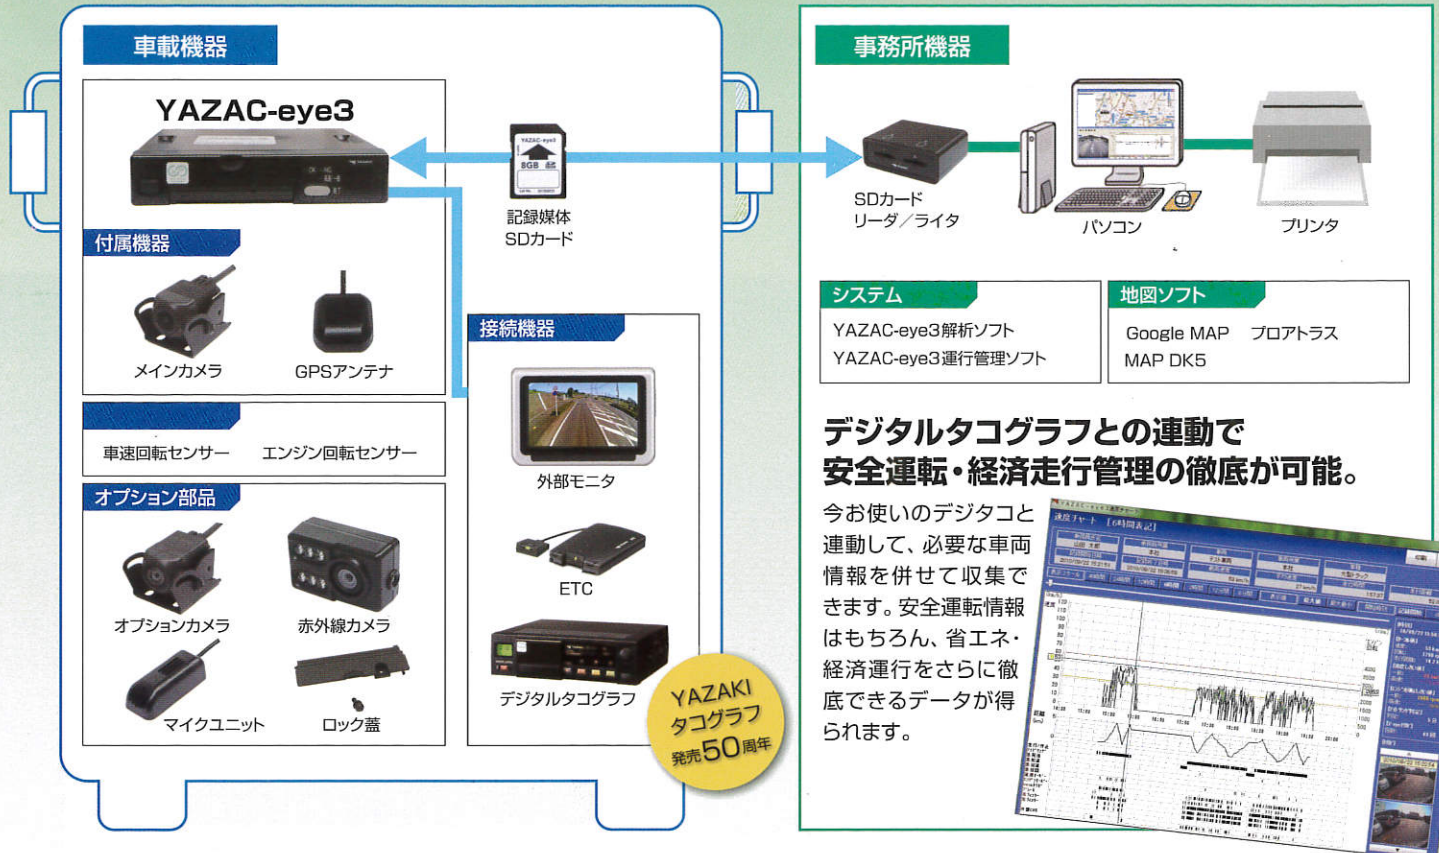 車載機器
YAZAC-eye3
付属機器
メインカメラ
GPSアンテナ
車速回転センサー
エンジン回転センサー
オプション部品
オプションカメラ
赤外線カメラ
マイクユニット
ロック蓋
YAZAC-eye3
8GB
記録媒体
SDカード
接続機器
外部モニタ
ETC
デジタルタコグラフ
YAZAKI
タコグラフ
発売50周年
事務所機器
SDカード
リーダ/ライタ
パソコン
プリンタ
システム
YAZAC-eye3解析ソフト
YAZAC-eye3運行管理ソフト
地図ソフト
Google MAP プロアトラス
MAP DK5
デジタルタコグラフとの連動で
安全運転・経済走行管理の徹底が可能。
今お使いのデジタコと
連動して、必要な車両
情報を併せて収集で
きます。安全運転情報
はもちろん、省エネ・
経済運行をさらに徹
底できるデータが得
られます。
速度チャート [6時間表記]